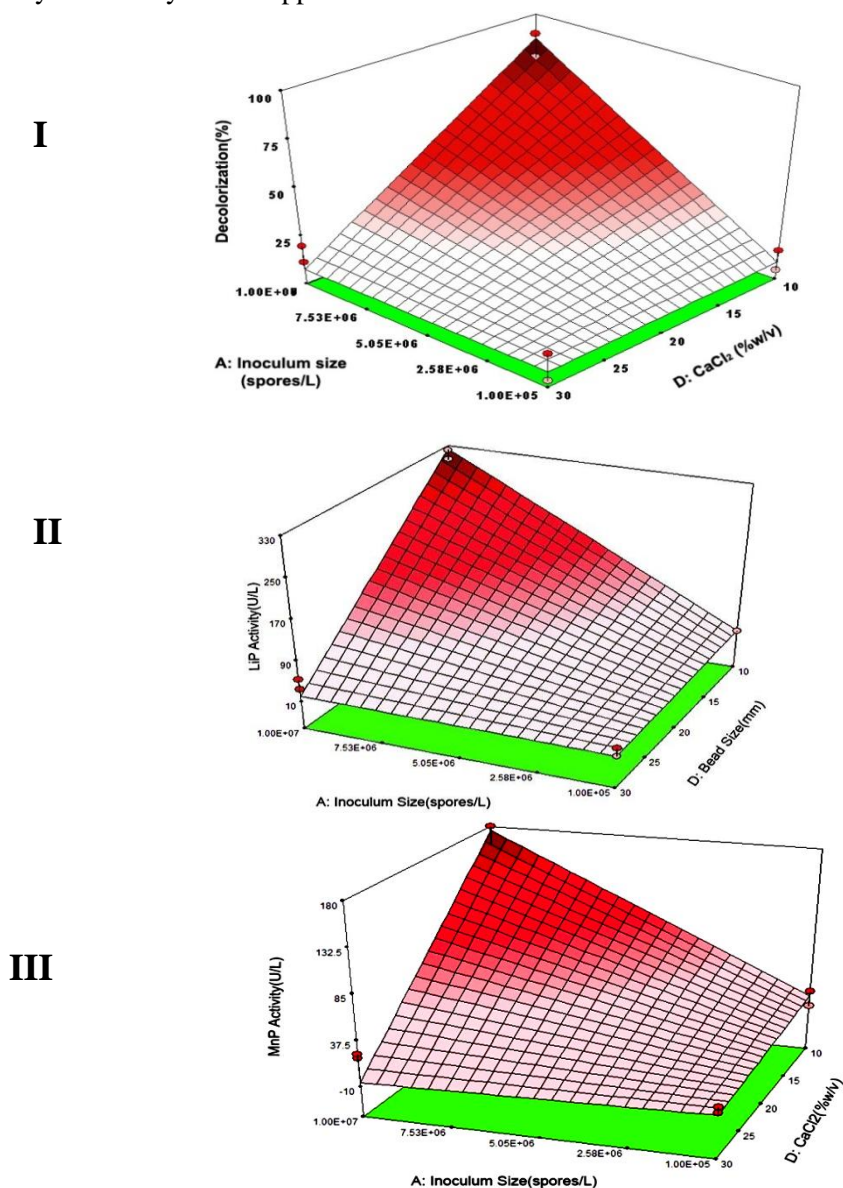 I
Decolorization(%)
100
75
50
25
1.00E+07
7.53E+06
5.05E+06
2.58E+06
1.00E+05
A: Inoculum size
(spores/L)
10
15
20
25
30
D: CaCl₂ (%w/v)
II
LiP Activity(U/L)
330
250
170
90
10
1.00E+07
7.53E+06
5.05E+06
2.58E+06
1.00E+05
A: Inoculum Size(spores/L)
10
15
20
25
30
D: Bead Size(mm)
III
MnP Activity(U/L)
180
132.5
85
37.5
-10
1.00E+07
7.53E+06
5.05E+06
2.58E+06
1.00E+05
A: Inoculum Size(spores/L)
10
15
20
25
30
D: CaCl2(%w/v)